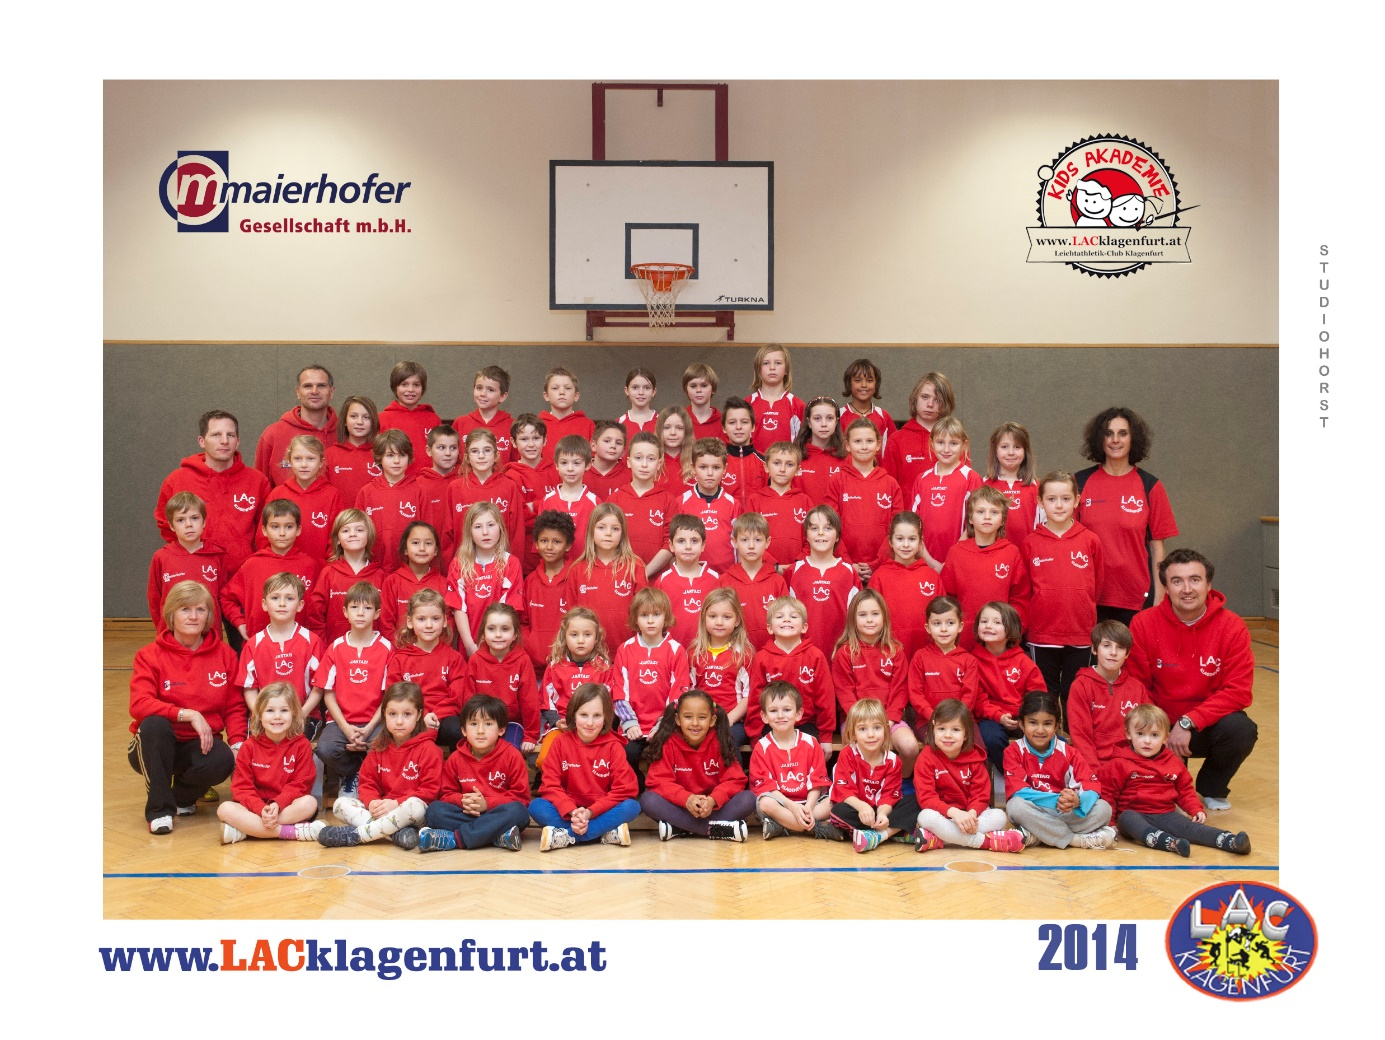 maierhofer
Gesellschaft m.b.H.
KIDS AKADEMIE
www.LACklagenfurt.at
Leichtathletik-Club Klagenfurt
TURKNA
STUDIOHORST
www.LACklagenfurt.at
2014
LAC
KLAGENFURT